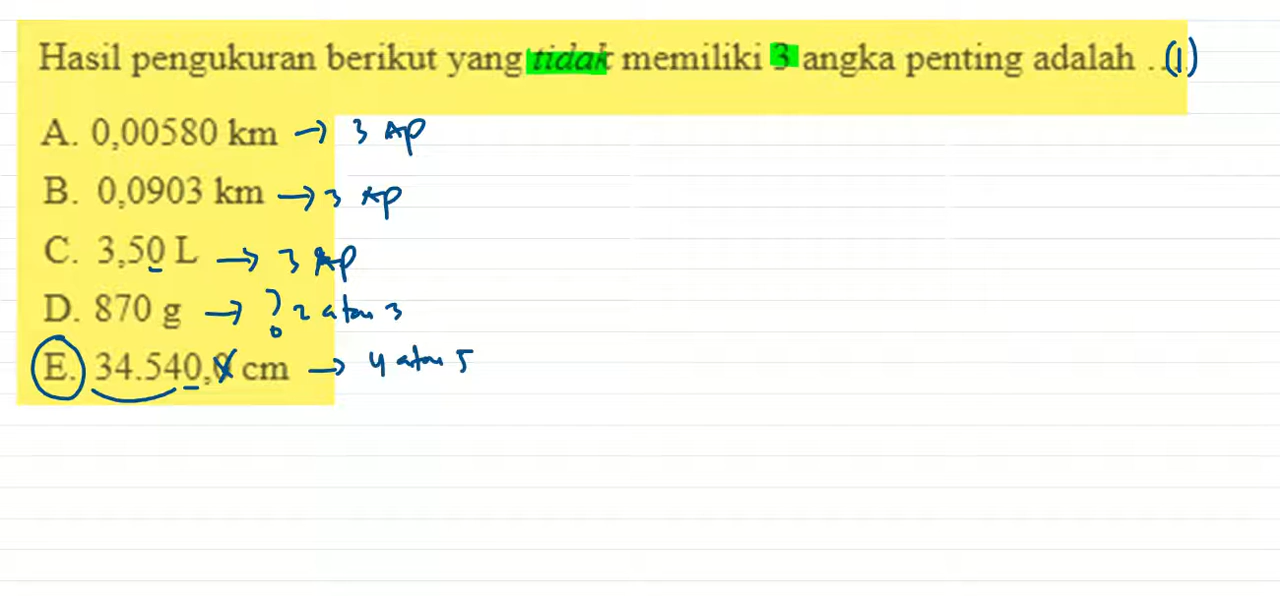 Hasil pengukuran berikut yang tidak memiliki 3 angka penting adalah . . (1)
A. 0,00580 km → 3 AP
B. 0,0903 km → 3 AP
C. 3,50 L → 3 AP
D. 870 g → ? 2 atau 3
E. 34.540,0 cm → 4 atau 5